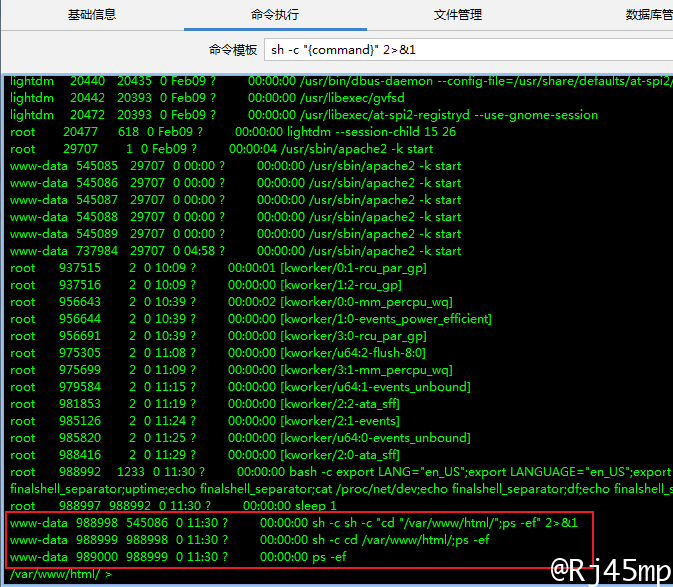 基础信息 命令执行 文件管理 数据库管
命令模板 sh -c "{command}" 2>&1
lightdm 20440 20435 0 Feb09 ? 00:00:00 /usr/bin/dbus-daemon --config-file=/usr/share/defaults/at-spi2/
lightdm 20442 20393 0 Feb09 ? 00:00:00 /usr/libexec/gvfsd
lightdm 20472 20393 0 Feb09 ? 00:00:00 /usr/libexec/at-spi2-registryd --use-gnome-session
root 20477 618 0 Feb09 ? 00:00:00 lightdm --session-child 15 26
root 29707 1 0 Feb09 ? 00:00:04 /usr/sbin/apache2 -k start
www-data 545085 29707 0 00:00 ? 00:00:00 /usr/sbin/apache2 -k start
www-data 545086 29707 0 00:00 ? 00:00:00 /usr/sbin/apache2 -k start
www-data 545087 29707 0 00:00 ? 00:00:00 /usr/sbin/apache2 -k start
www-data 545088 29707 0 00:00 ? 00:00:00 /usr/sbin/apache2 -k start
www-data 545089 29707 0 00:00 ? 00:00:00 /usr/sbin/apache2 -k start
www-data 737984 29707 0 04:58 ? 00:00:00 /usr/sbin/apache2 -k start
root 937515 2 0 10:09 ? 00:00:01 [kworker/0:1-rcu_par_gp]
root 937516 2 0 10:09 ? 00:00:00 [kworker/1:2-rcu_gp]
root 956643 2 0 10:39 ? 00:00:02 [kworker/0:0-mm_percpu_wq]
root 956644 2 0 10:39 ? 00:00:00 [kworker/1:0-events_power_efficient]
root 956691 2 0 10:39 ? 00:00:00 [kworker/3:0-rcu_par_gp]
root 975305 2 0 11:08 ? 00:00:00 [kworker/u64:2-flush-8:0]
root 975699 2 0 11:09 ? 00:00:00 [kworker/3:1-mm_percpu_wq]
root 979584 2 0 11:15 ? 00:00:00 [kworker/u64:1-events_unbound]
root 981853 2 0 11:19 ? 00:00:00 [kworker/2:2-ata_sff]
root 985126 2 0 11:24 ? 00:00:00 [kworker/2:1-events]
root 985820 2 0 11:25 ? 00:00:00 [kworker/u64:0-events_unbound]
root 988416 2 0 11:29 ? 00:00:00 [kworker/2:0-ata_sff]
root 988992 1233 0 11:30 ? 00:00:00 bash -c export LANG="en_US";export LANGUAGE="en_US";export
finalshell_separator;uptime;echo finalshell_separator;cat /proc/net/dev;echo finalshell_separator;df;echo finalshell_separator
root 988997 988992 0 11:30 ? 00:00:00 sleep 1
www-data 988998 545086 0 11:30 ? 00:00:00 sh -c sh -c "cd "/var/www/html/";ps -ef" 2>&1
www-data 988999 988998 0 11:30 ? 00:00:00 sh -c cd /var/www/html/;ps -ef
www-data 989000 988999 0 11:30 ? 00:00:00 ps -ef
/var/www/html/ >
@Rj45mp